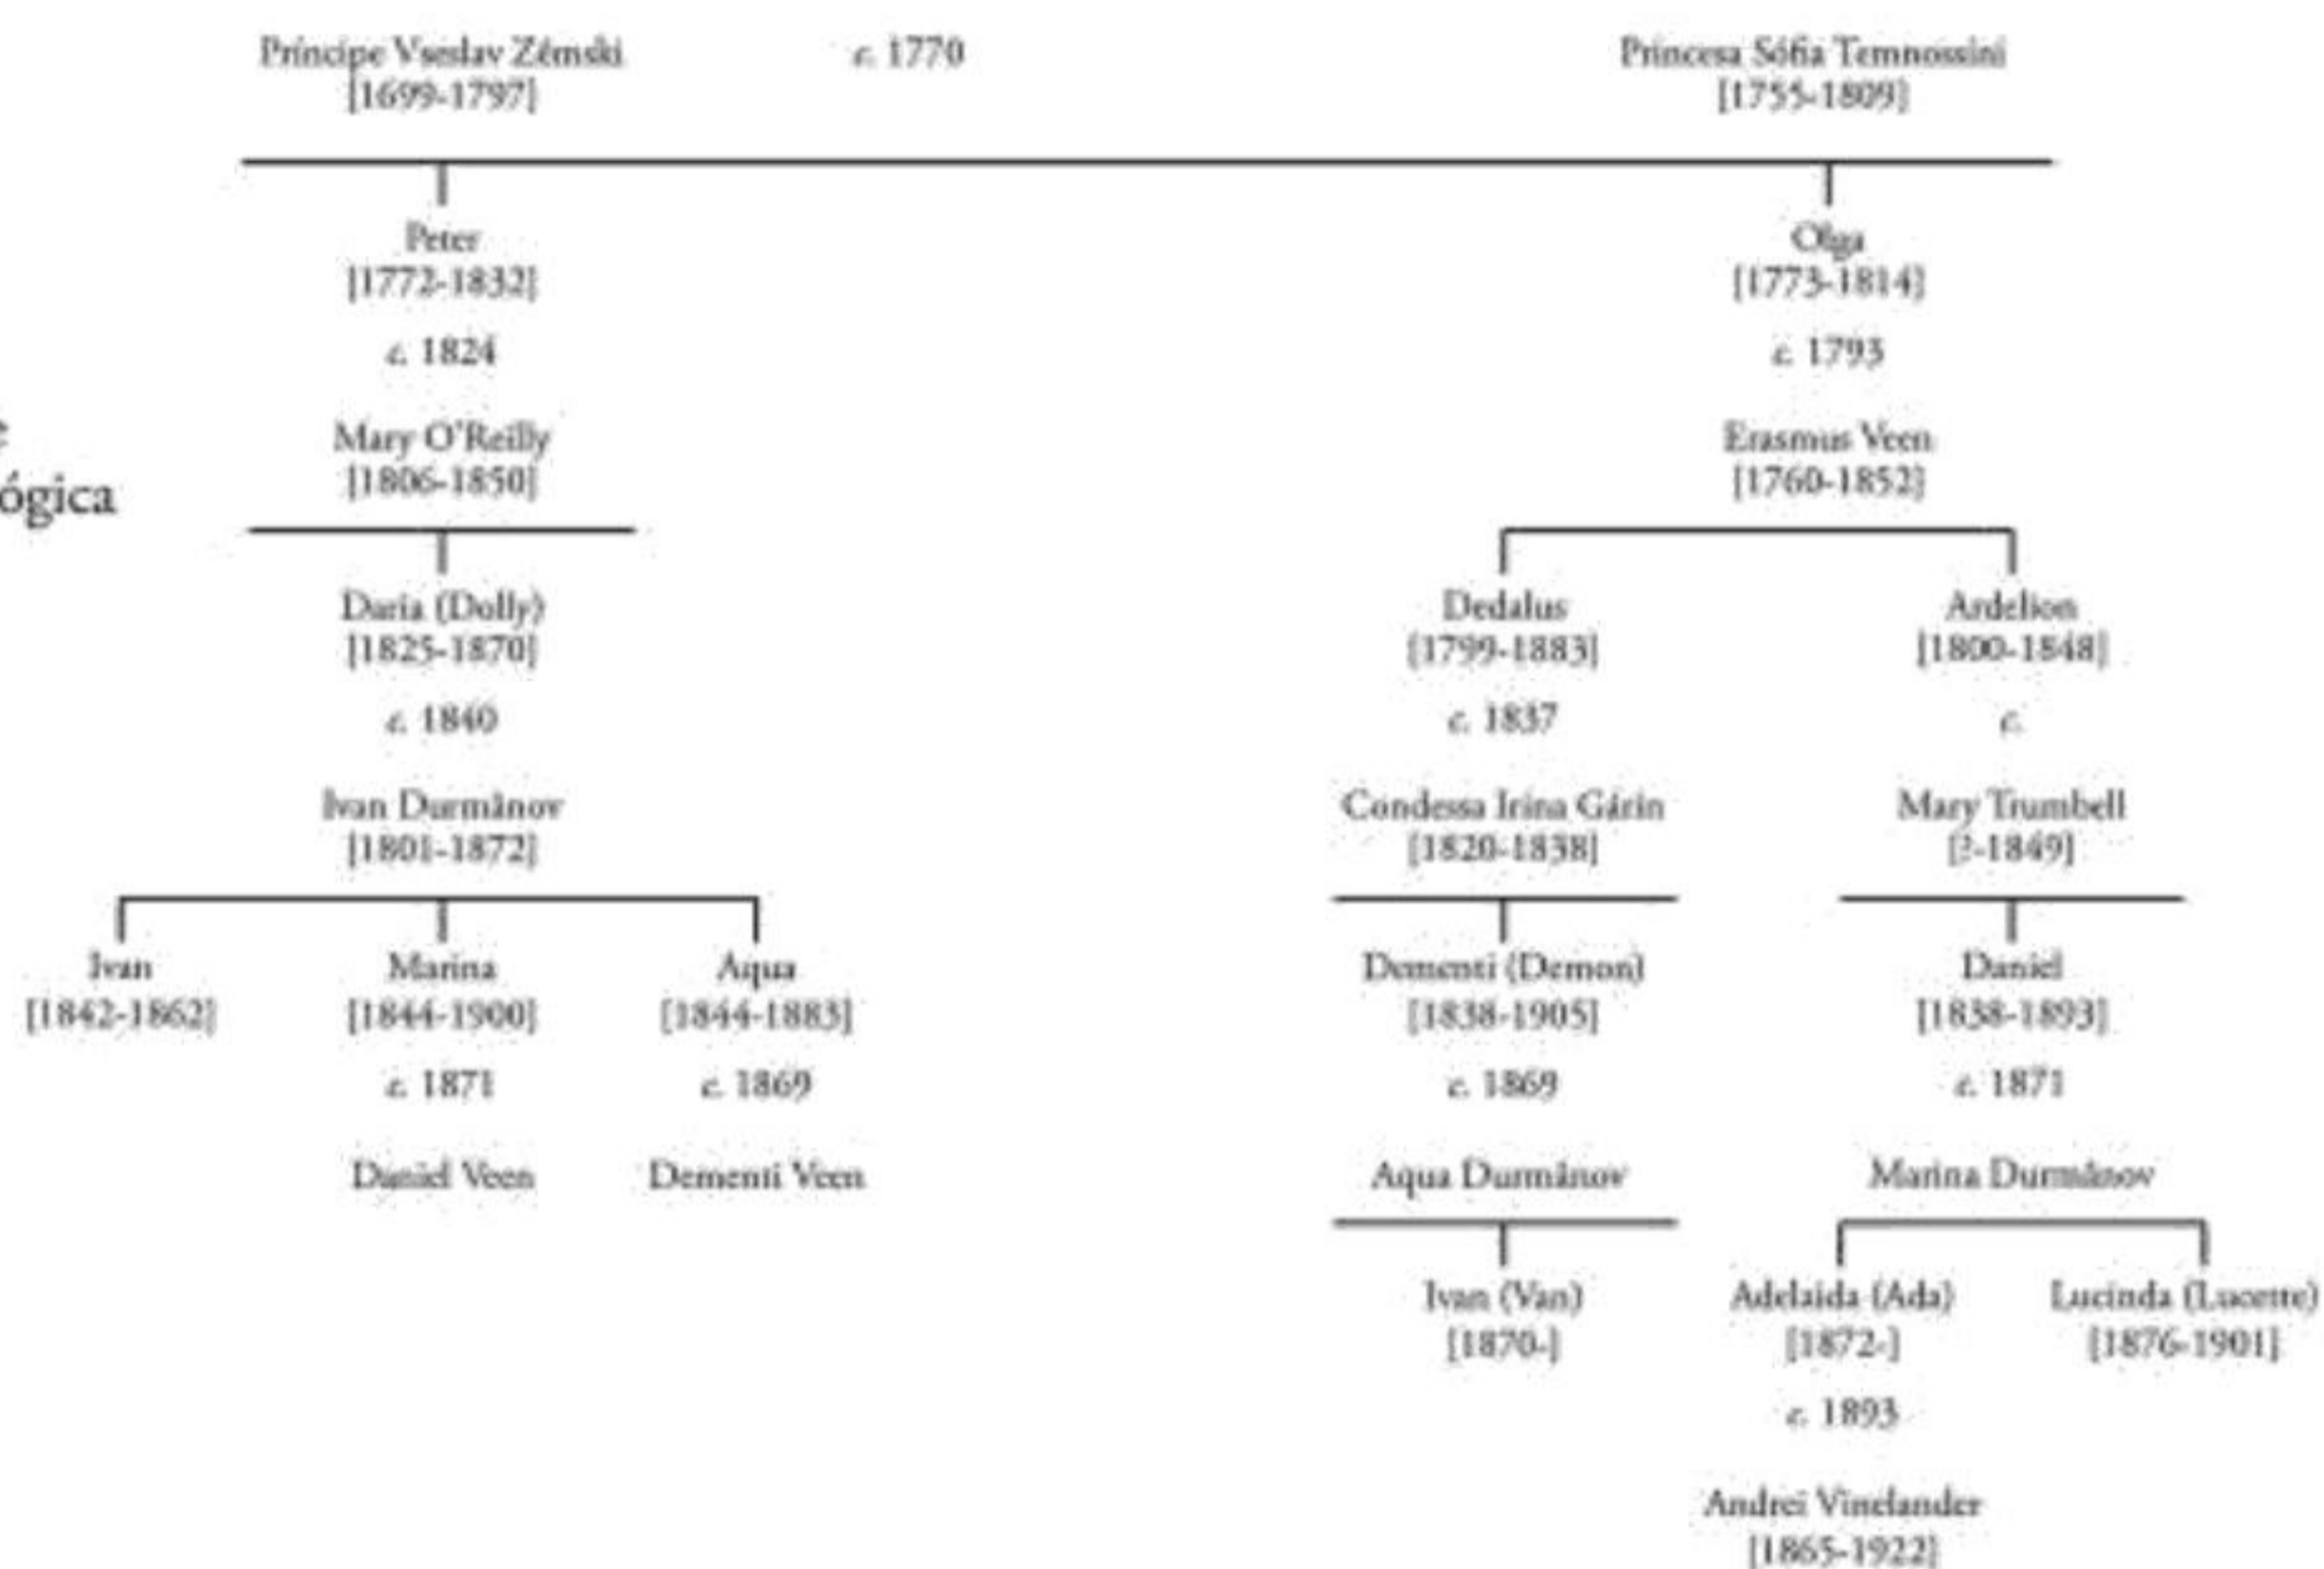 Príncipe Vseslav Zémski c. 1770 Princesa Sófia Temnossini
[1699-1797] [1755-1809]
Peter Olga
[1772-1832] [1773-1814]
c. 1824 c. 1793
e
ógica
Mary O'Reilly Erasmus Veen
[1806-1850] [1760-1852]
Daria (Dolly) Dedalus Ardelion
[1825-1870] [1799-1883] [1800-1848]
c. 1840 c. 1837 c.
Ivan Durmânov Condessa Irina Gárin Mary Trumbell
[1801-1872] [1820-1838] [?-1849]
Ivan Marina Aqua Dementi (Demon) Daniel
[1842-1862] [1844-1900] [1844-1883] [1838-1905] [1838-1893]
c. 1871 c. 1869 c. 1869 c. 1871
Daniel Veen Dementi Veen Aqua Durmânov Marina Durmânov
Ivan (Van) Adelaida (Ada) Lucinda (Lucette)
[1870-] [1872-] [1876-1901]
c. 1893
Andrei Vinelander
[1865-1922]